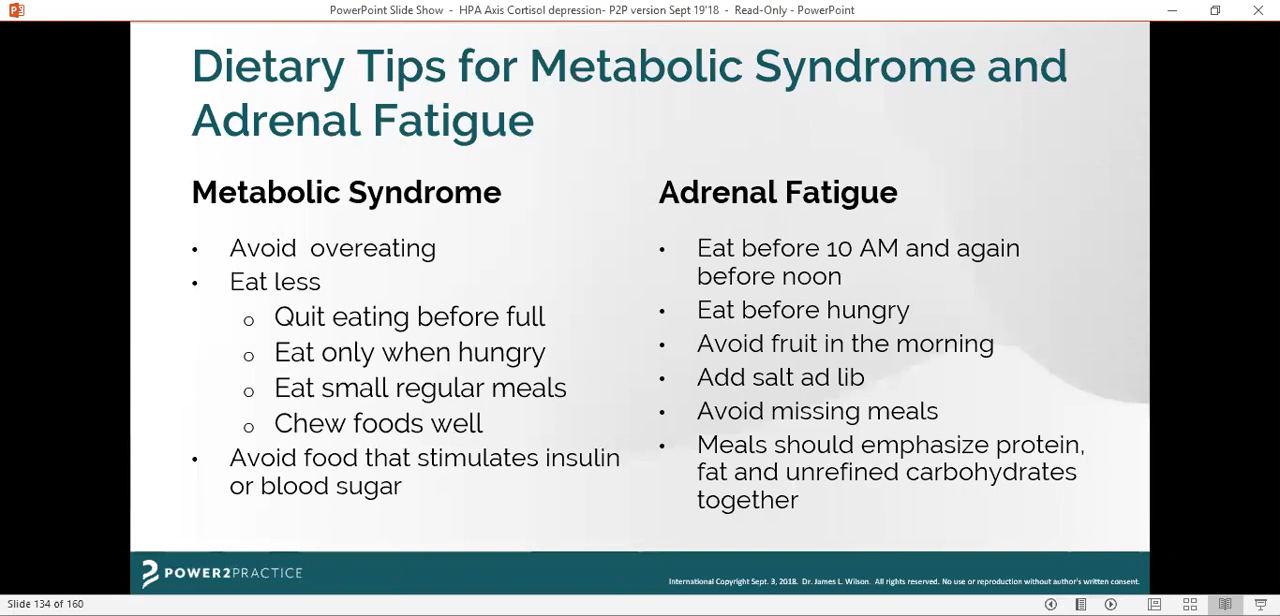 PowerPoint Slide Show - HPA Axis Cortisol depression- P2P version Sept 19'18 - Read-Only - PowerPoint
Dietary Tips for Metabolic Syndrome and
Adrenal Fatigue
Metabolic Syndrome
• Avoid  overeating
• Eat less
o Quit eating before full
o Eat only when hungry
o Eat small regular meals
o Chew foods well
• Avoid food that stimulates insulin
or blood sugar
Adrenal Fatigue
• Eat before 10 AM and again
before noon
• Eat before hungry
• Avoid fruit in the morning
• Add salt ad lib
• Avoid missing meals
• Meals should emphasize protein,
fat and unrefined carbohydrates
together
POWER2PRACTICE
International Copyright Sept. 3, 2018. Dr. James L. Wilson. All rights reserved. No use or reproduction without author's written consent.
Slide 134 of 160